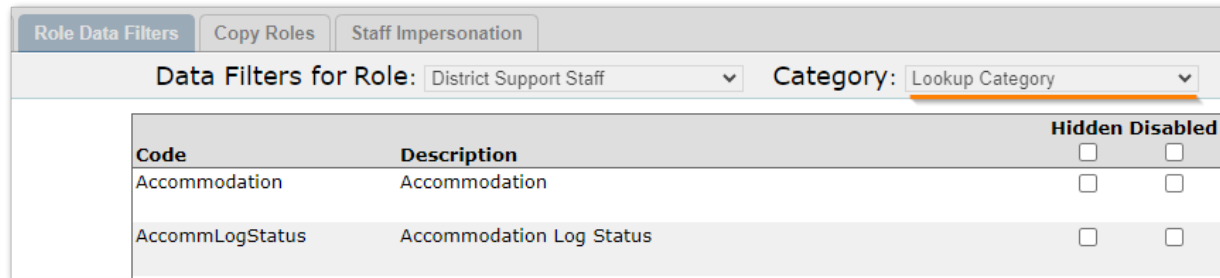 Role Data Filters Copy Roles Staff Impersonation
Data Filters for Role: District Support Staff Category: Lookup Category
Hidden Disabled
Code Description
Accommodation Accommodation
AccommLogStatus Accommodation Log Status